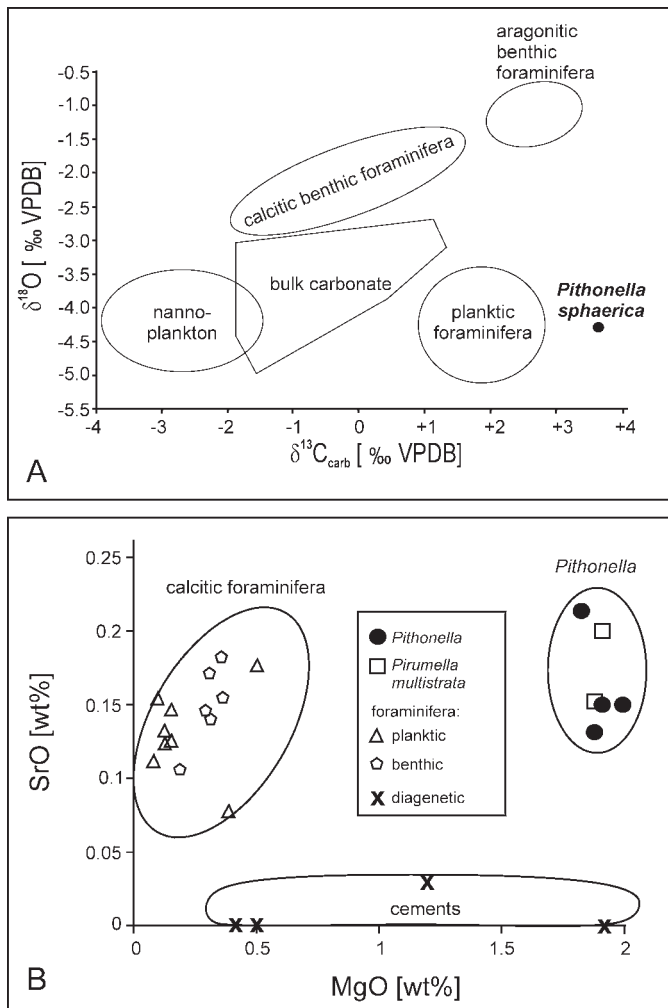 aragonitic
benthic
foraminifera
-0.5
-1.0
-1.5
-2.0
-2.5
-3.0
-3.5
-4.0
-4.5
-5.0
-5.5
δ¹⁸O [ ‰ VPDB]
calcitic benthic foraminifera
bulk carbonate
nanno-
plankton
planktic
foraminifera
Pithonella
sphaerica
-4
-3
-2
-1
0
+1
+2
+3
+4
δ¹³Ccarb [ ‰ VPDB]
A
0.25
0.2
0.15
0.1
0.05
0
SrO [wt%]
calcitic foraminifera
Pithonella
Pithonella
Pirumella
multistrata
foraminifera:
planktic
benthic
diagenetic
cements
0
0.5
1
1.5
2
MgO [wt%]
B